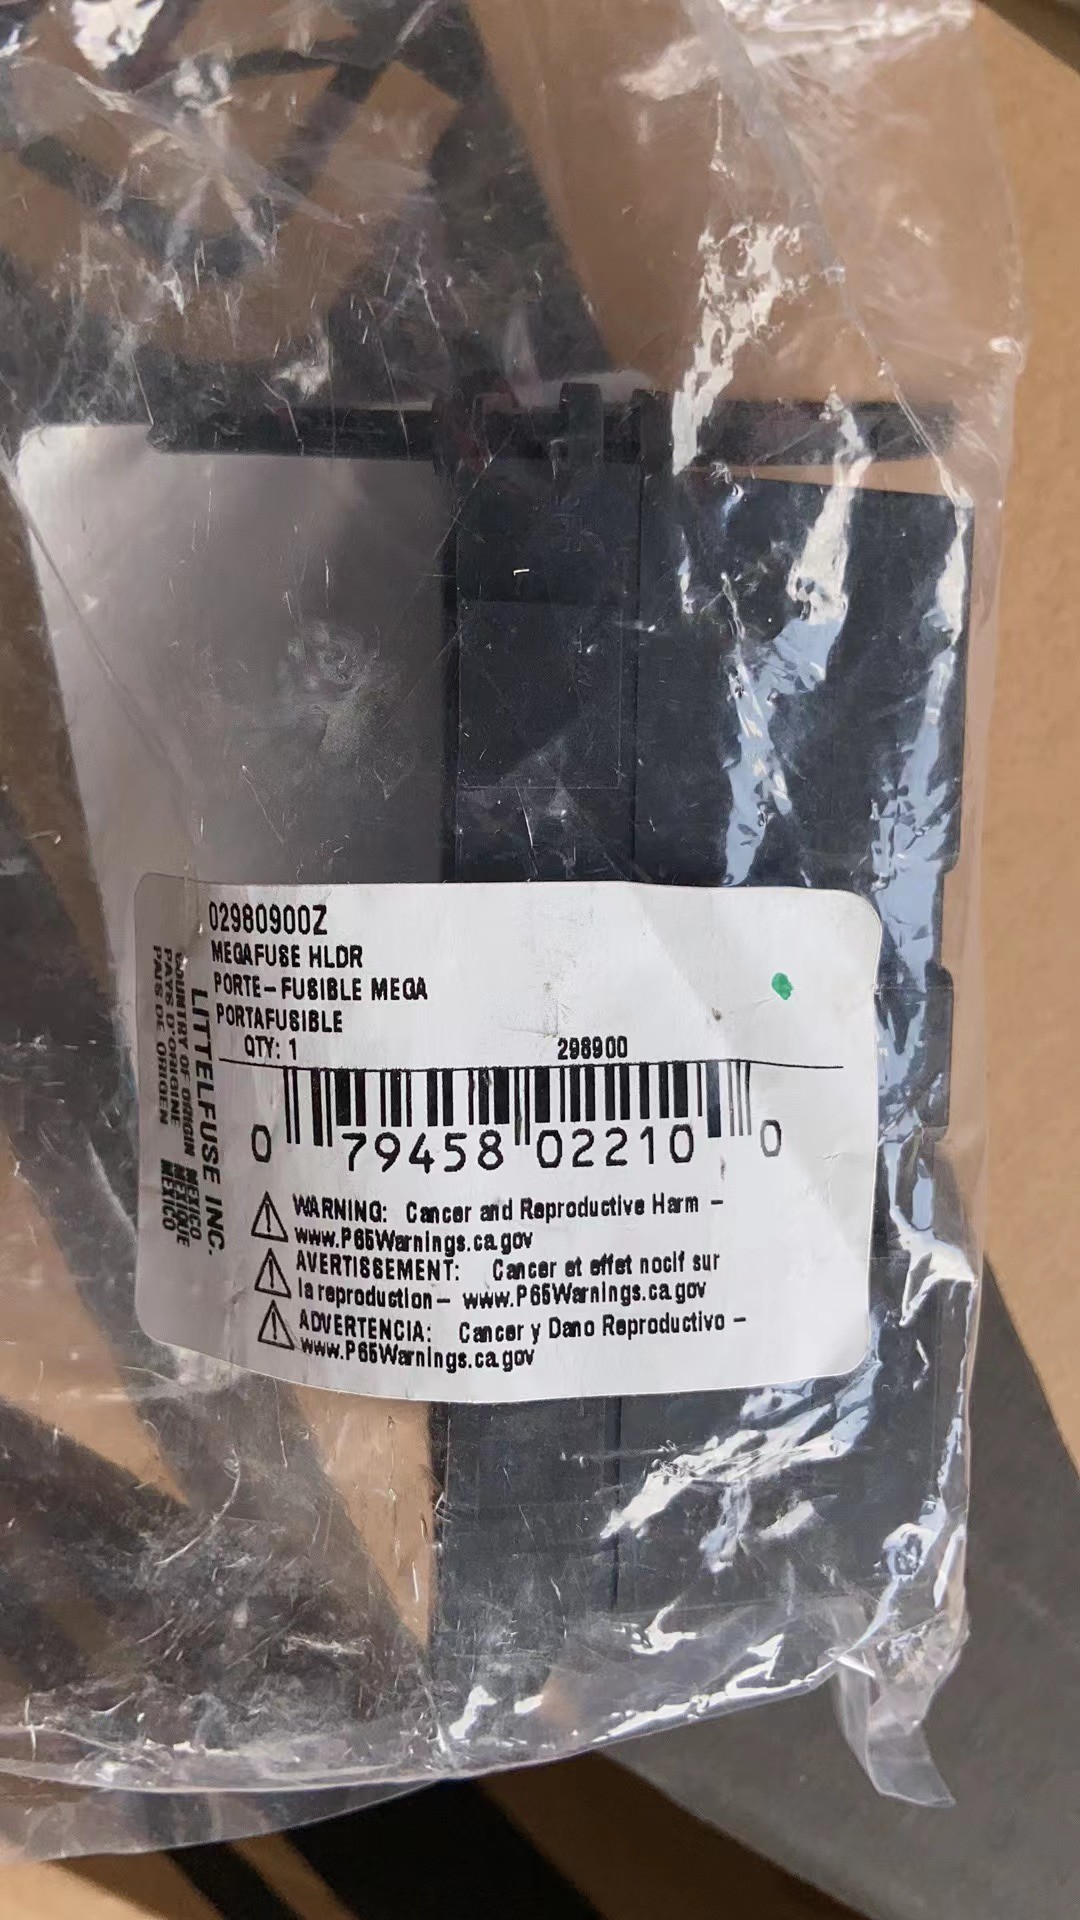 02980900Z
MEGAFUSE HLDR
PORTE-FUSIBLE MEGA
PORTAFUSIBLE
QTY: 1 298900
0 79458 02210 0
WARNING: Cancer and Reproductive Harm -
www.P65Warnings.ca.gov
AVERTISSEMENT: Cancer et effet nocif sur
la reproduction- www.P65Warnings.ca.gov
ADVERTENCIA: Cancer y Dano Reproductivo -
www.P65Warnings.ca.gov
LITTELFUSE INC.
COUNTRY OF ORIGIN MEXICO
PAYS D'ORIGINE MEXIQUE
PAIS DE ORIGEN MEXICO